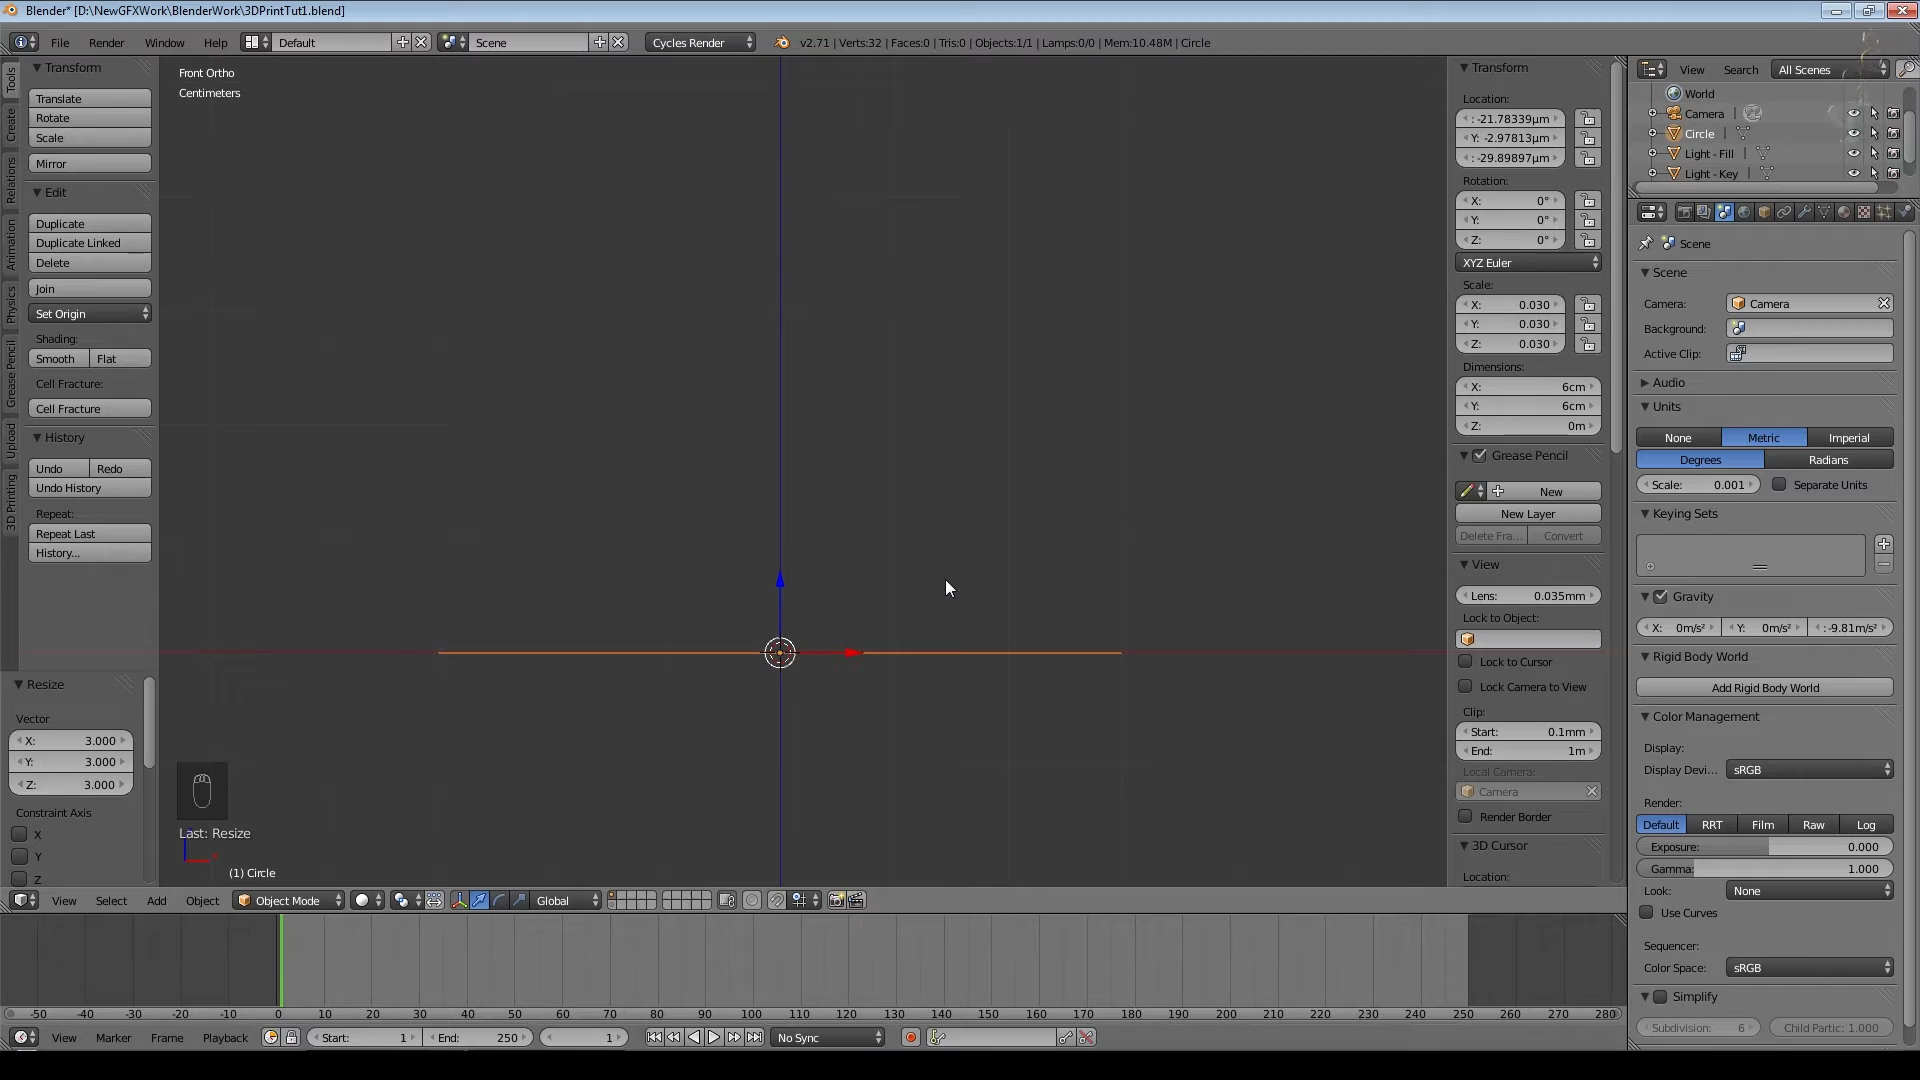 Blender* [D:\NewGFXWork\BlenderWork\3DPrintTut1.blend]
File Render Window Help Default Scene Cycles Render v2.71 | Verts:32 | Faces:0 | Tris:0 | Objects:1/1 | Lamps:0/0 | Mem:10.48M | Circle
Tools
Create
Relations
Animation
Physics
Grease Pencil
Upload
3D Printing
Transform
Translate
Rotate
Scale
Mirror
Edit
Duplicate
Duplicate Linked
Delete
Join
Set Origin
Shading:
Smooth Flat
Cell Fracture:
Cell Fracture
History
Undo Redo
Undo History
Repeat:
Repeat Last
History...
Resize
Vector
X: 3.000
Y: 3.000
Z: 3.000
Constraint Axis
X
Y
Z
Front Ortho
Centimeters
Last: Resize
(1) Circle
Transform
Location:
: -21.78339µm
Y: -2.97813µm
: -29.89897µm
Rotation:
X: 0°
Y: 0°
Z: 0°
XYZ Euler
Scale:
X: 0.030
Y: 0.030
Z: 0.030
Dimensions:
X: 6cm
Y: 6cm
Z: 0m
Grease Pencil
New
New Layer
Delete Fra... Convert
View
Lens: 0.035mm
Lock to Object:
Lock to Cursor
Lock Camera to View
Clip:
Start: 0.1mm
End: 1m
Local Camera:
Camera
Render Border
3D Cursor
Location:
View Search All Scenes
World
Camera
Circle
Light - Fill
Light - Key
Scene
Scene
Camera: Camera
Background:
Active Clip:
Audio
Units
None Metric Imperial
Degrees Radians
Scale: 0.001 Separate Units
Keying Sets
Gravity
X: 0m/s² Y: 0m/s² : -9.81m/s²
Rigid Body World
Add Rigid Body World
Color Management
Display:
Display Devi... sRGB
Render:
Default RRT Film Raw Log
Exposure: 0.000
Gamma: 1.000
Look: None
Use Curves
Sequencer:
Color Space: sRGB
Simplify
Subdivision: 6 Child Partic: 1.000
View Select Add Object Object Mode Global
-50 -40 -30 -20 -10 0 10 20 30 40 50 60 70 80 90 100 110 120 130 140 150 160 170 180 190 200 210 220 230 240 250 260 270 280
View Marker Frame Playback Start: 1 End: 250 1 No Sync